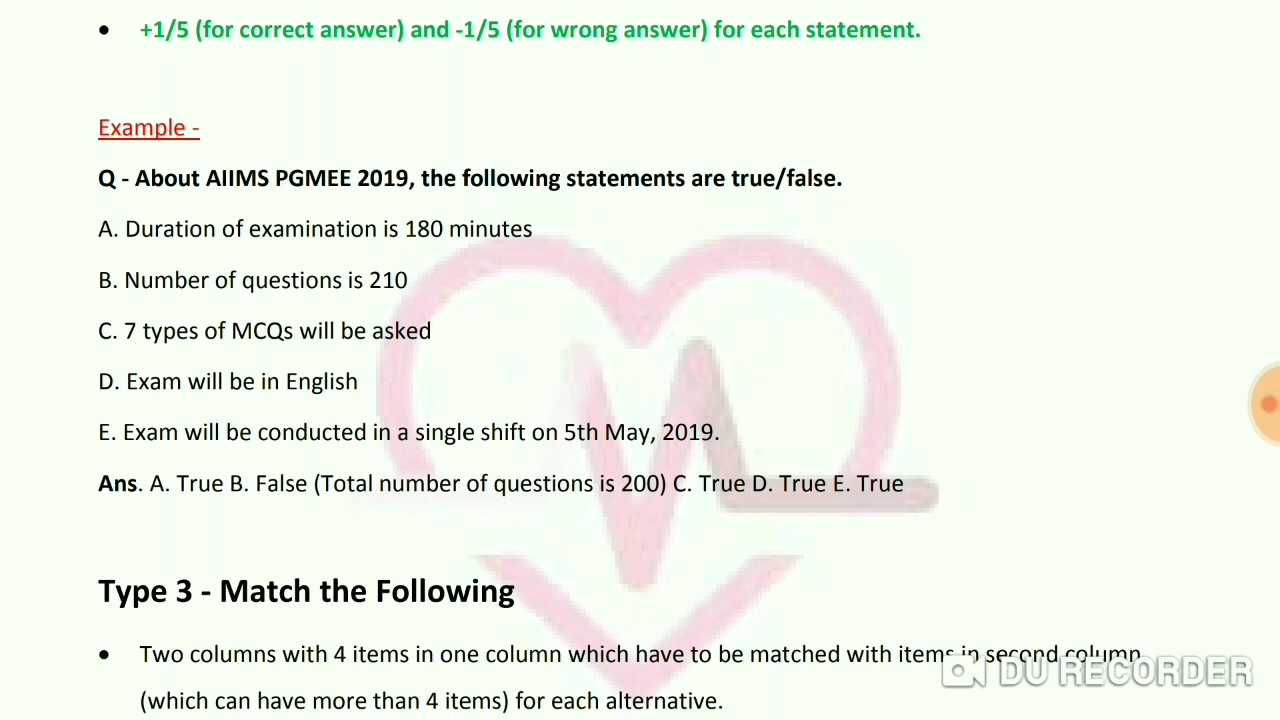 • +1/5 (for correct answer) and -1/5 (for wrong answer) for each statement.
Example -
Q - About AIIMS PGMEE 2019, the following statements are true/false.
A. Duration of examination is 180 minutes
B. Number of questions is 210
C. 7 types of MCQs will be asked
D. Exam will be in English
E. Exam will be conducted in a single shift on 5th May, 2019.
Ans. A. True B. False (Total number of questions is 200) C. True D. True E. True
Type 3 - Match the Following
• Two columns with 4 items in one column which have to be matched with items in second column
(which can have more than 4 items) for each alternative.
DU RECORDER